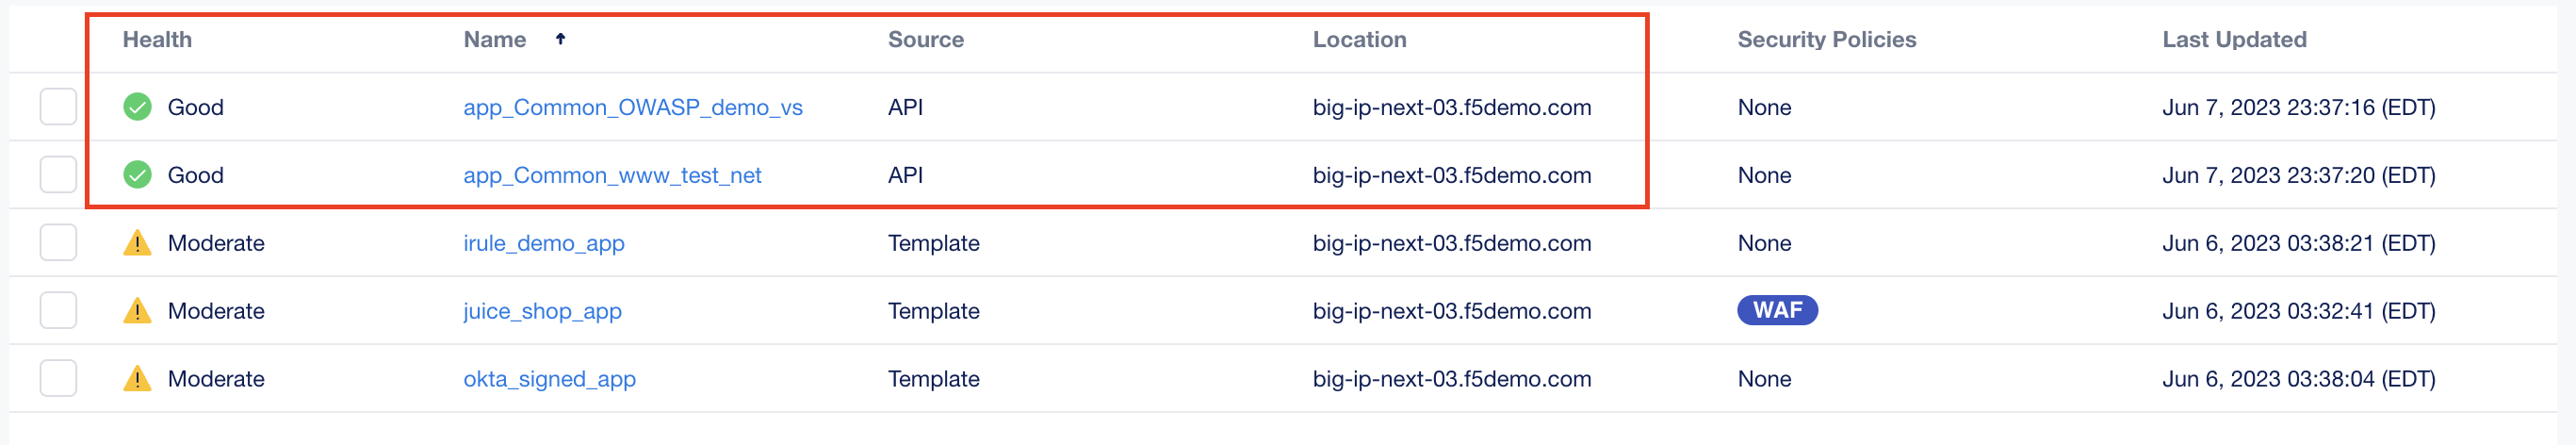 Health Name ↑ Source Location Security Policies Last Updated
Good app_Common_OWASP_demo_vs API big-ip-next-03.f5demo.com None Jun 7, 2023 23:37:16 (EDT)
Good app_Common_www_test_net API big-ip-next-03.f5demo.com None Jun 7, 2023 23:37:20 (EDT)
Moderate irule_demo_app Template big-ip-next-03.f5demo.com None Jun 6, 2023 03:38:21 (EDT)
Moderate juice_shop_app Template big-ip-next-03.f5demo.com WAF Jun 6, 2023 03:32:41 (EDT)
Moderate okta_signed_app Template big-ip-next-03.f5demo.com None Jun 6, 2023 03:38:04 (EDT)